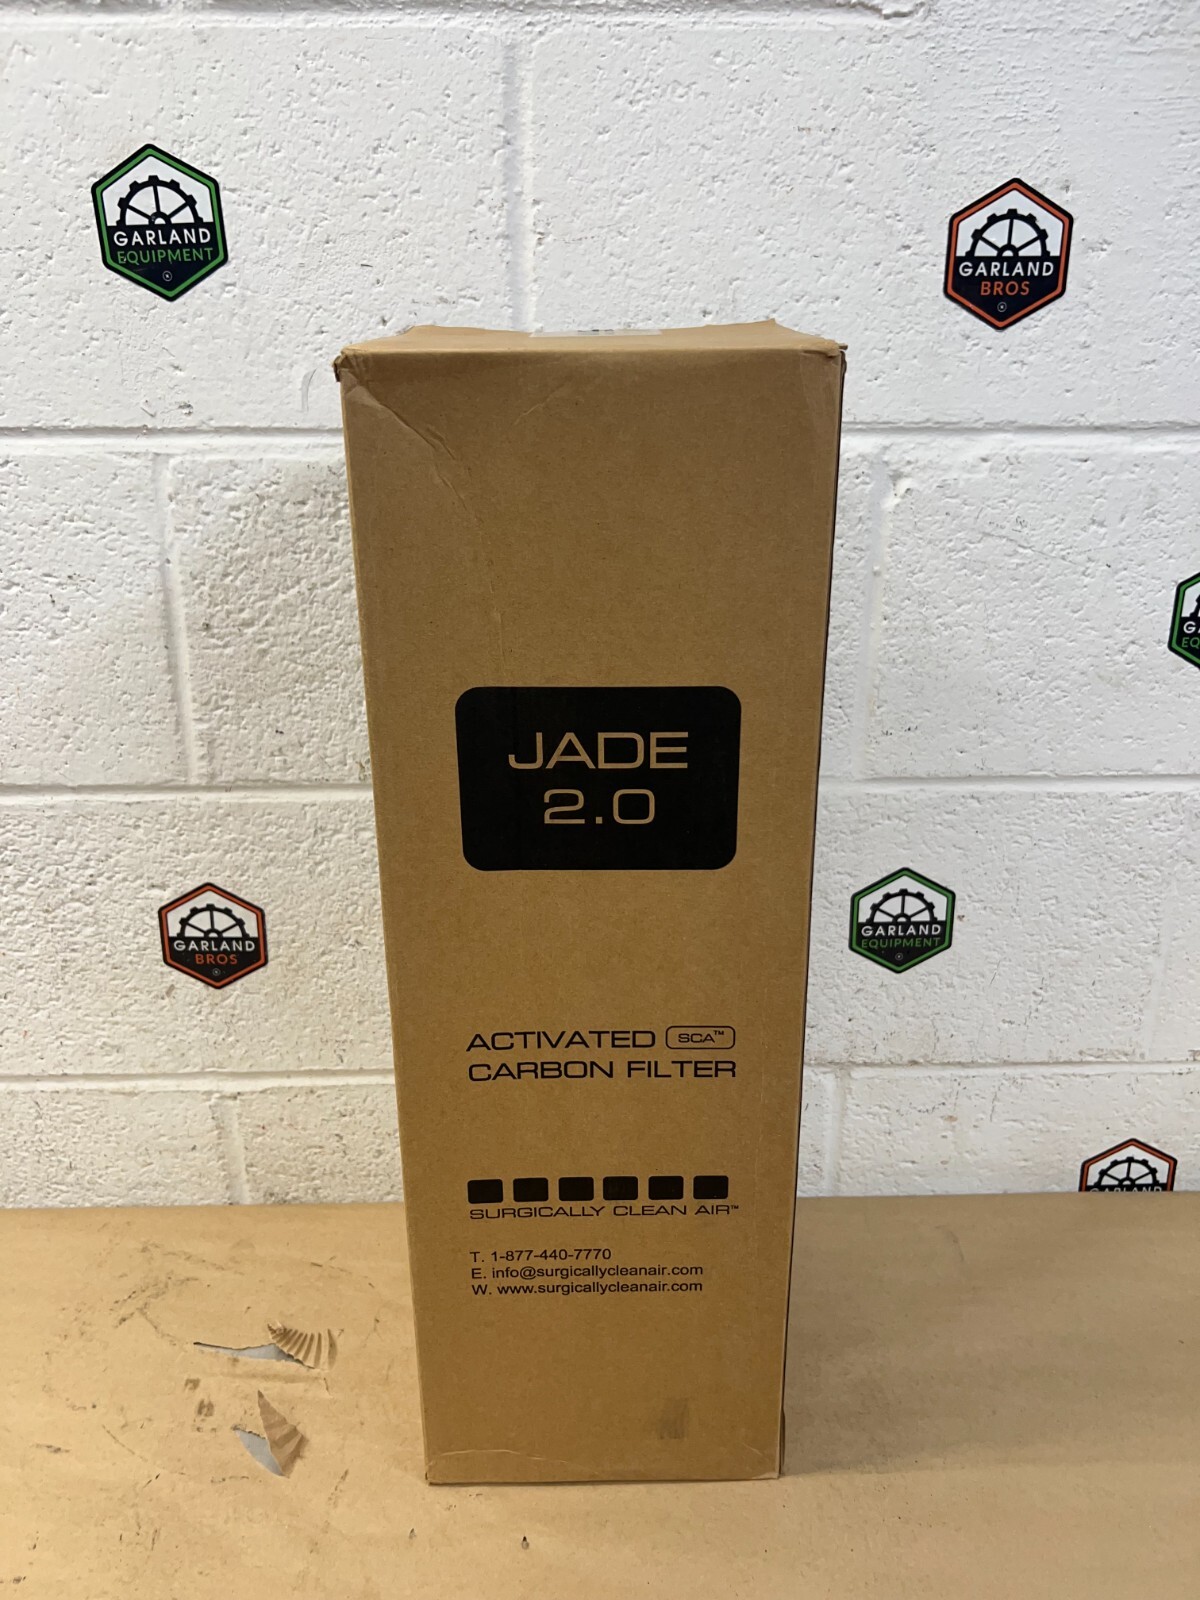 GARLAND
EQUIPMENT
GARLAND
BROS
JADE
2.0
GARLAND
BROS
GARLAND
EQUIPMENT
ACTIVATED SCA™
CARBON FILTER
SURGICALLY CLEAN AIR™
T. 1-877-440-7770
E. info@surgicallycleanair.com
W. www.surgicallycleanair.com